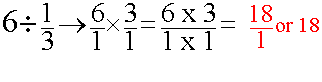 6÷1/3→6/1×3/1=6 x 3/1 x 1= 18/1 or 18